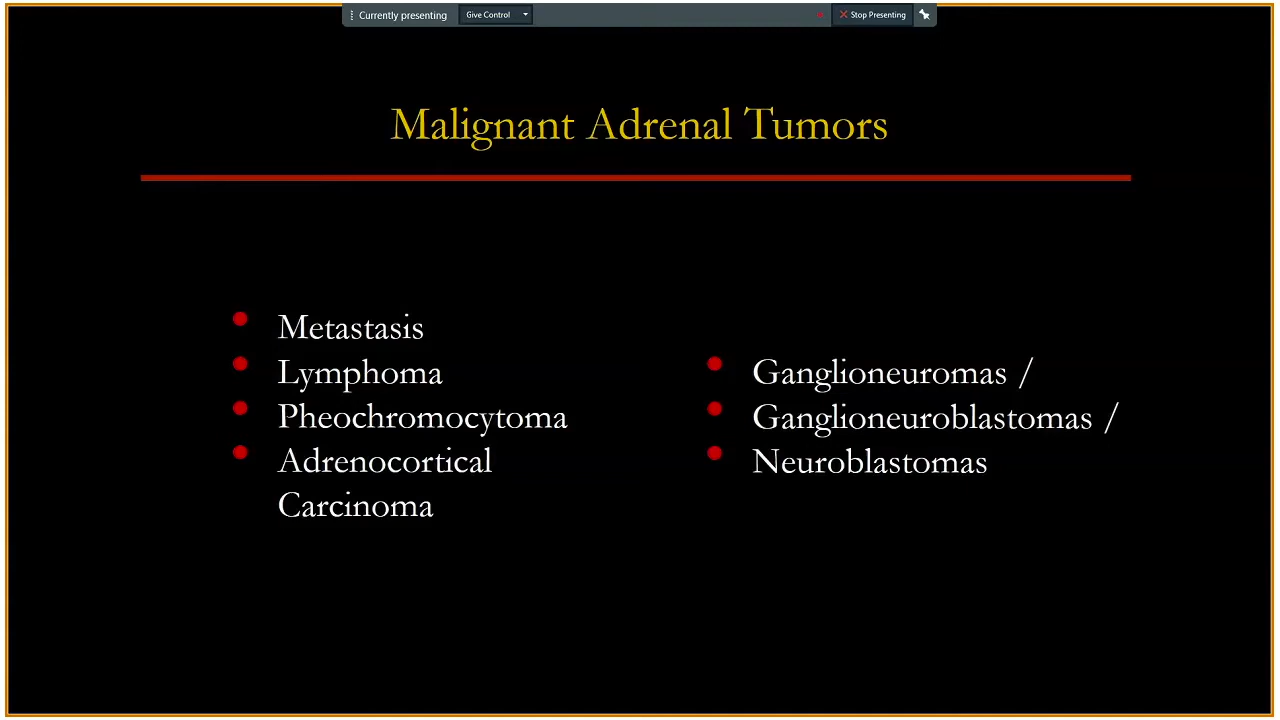 Currently presenting
Give Control
Stop Presenting
Malignant Adrenal Tumors
Metastasis
Lymphoma
Pheochromocytoma
Adrenocortical
Carcinoma
Ganglioneuromas /
Ganglioneuroblastomas /
Neuroblastomas